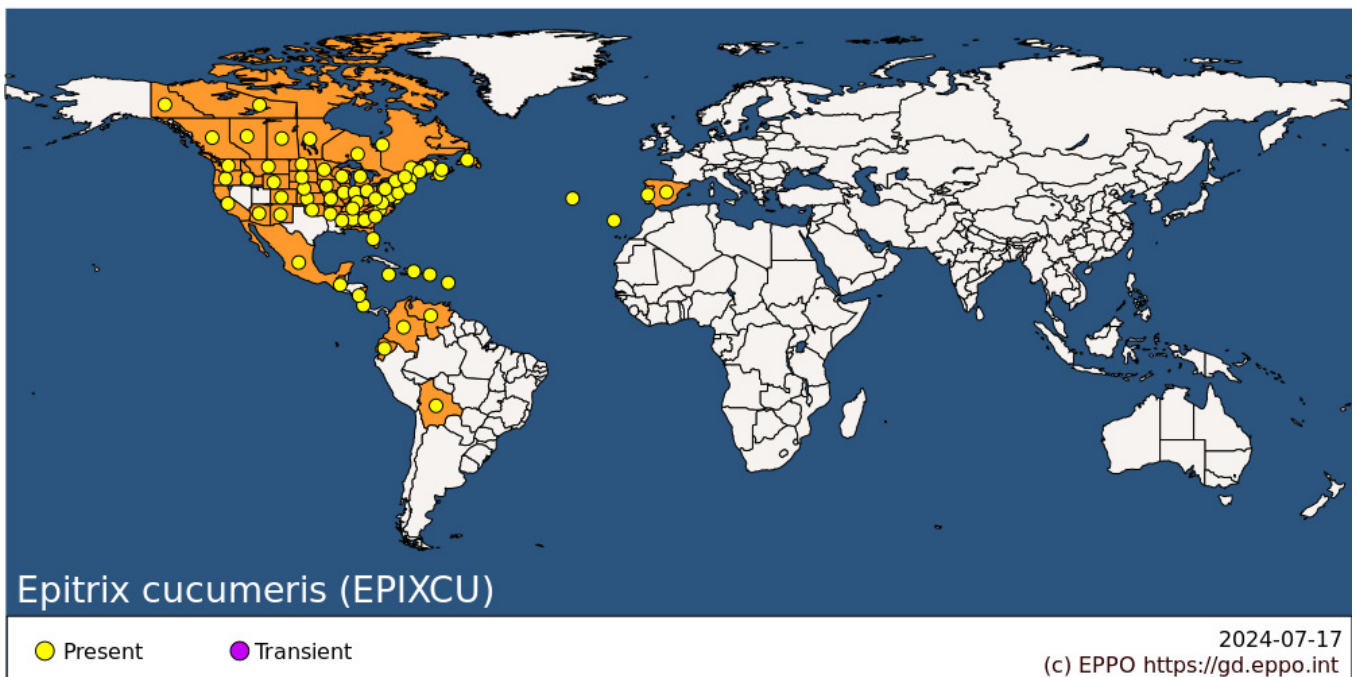 Epitrix cucumeris (EPIXCU)
Present
Transient
2024-07-17
(c) EPPO https://gd.eppo.int